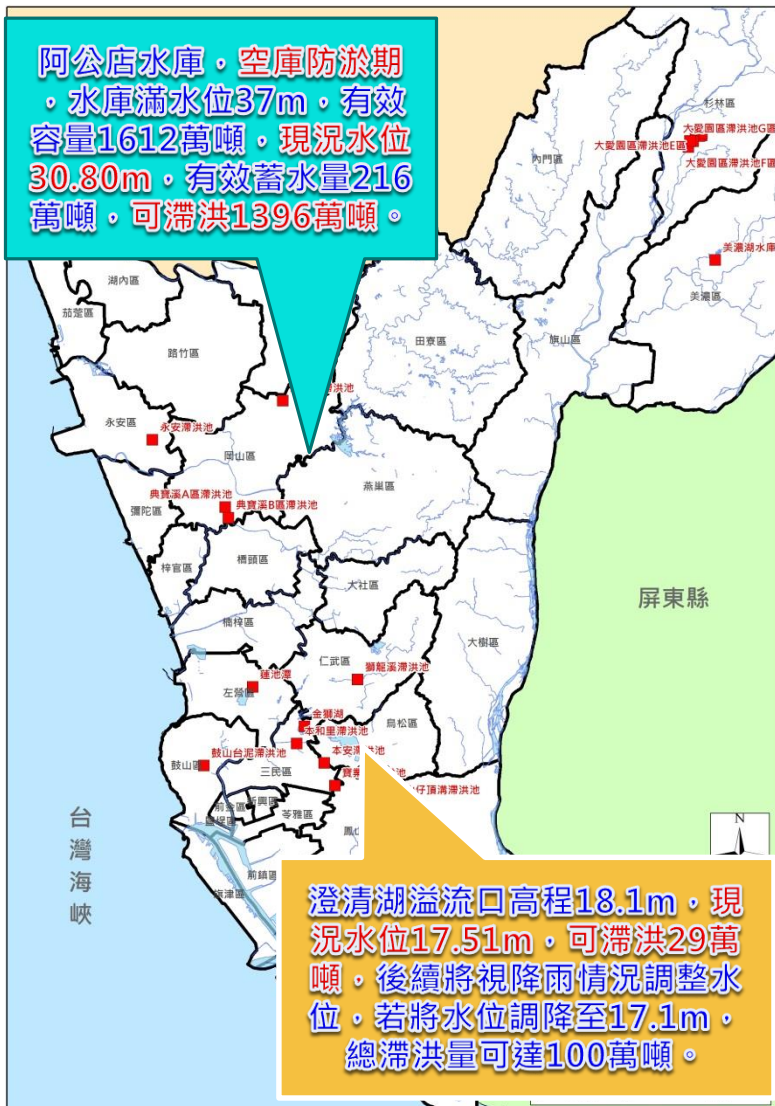 阿公店水庫，空庫防淤期
，水庫滿水位37m，有效
容量1612萬噸，現況水位
30.80m，有效蓄水量216
萬噸，可滯洪1396萬噸。
杉林區
大愛園區滯洪池G區
大愛園區滯洪池E區
大愛園區滯洪池F區
內門區
美濃湖水庫
美濃區
湖內區
茄萣區
路竹區
田寮區
旗山區
洪池
永安區
永安滯洪池
岡山區
燕巢區
典寶溪A區滯洪池
典寶溪B區滯洪池
彌陀區
橋頭區
梓官區
大社區
屏東縣
楠梓區
大樹區
仁武區
獅龍溪滯洪池
蓮池潭
左營區
金獅湖
鳥松區
本和里滯洪池
鼓山區
鼓山台泥滯洪池
本安滯洪池
三民區
仔頂溝滯洪池
新興區
前金區
苓雅區
台灣海峽
前鎮區
旗津區
N
澄清湖溢流口高程18.1m，現
況水位17.51m，可滯洪29萬
噸，後續將視降雨情況調整水
位，若將水位調降至17.1m，
總滯洪量可達100萬噸。